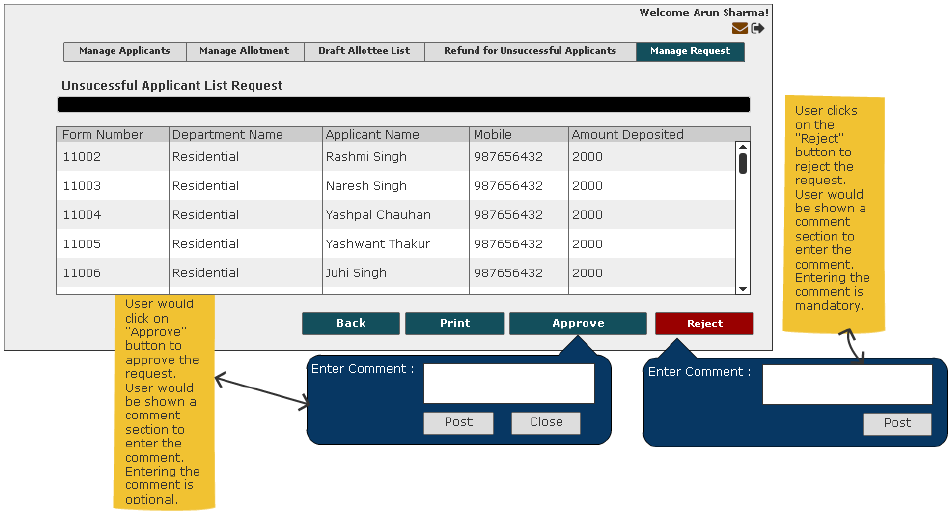 Welcome Arun Sharma!
Manage Applicants Manage Allotment Draft Allottee List Refund for Unsuccessful Applicants Manage Request
Unsucessful Applicant List Request
Form Number Department Name Applicant Name Mobile Amount Deposited
11002 Residential Rashmi Singh 987656432 2000
11003 Residential Naresh Singh 987656432 2000
11004 Residential Yashpal Chauhan 987656432 2000
11005 Residential Yashwant Thakur 987656432 2000
11006 Residential Juhi Singh 987656432 2000
Back Print Approve Reject
User clicks
on the
"Reject"
button to
reject the
request.
User would
be shown a
comment
section to
enter the
comment.
Entering the
comment is
mandatory.
User would
click on
"Approve"
button to
approve the
request.
User would
be shown a
comment
section to
enter the
comment.
Entering the
comment is
optional.
Enter Comment :
Post Close
Enter Comment :
Post